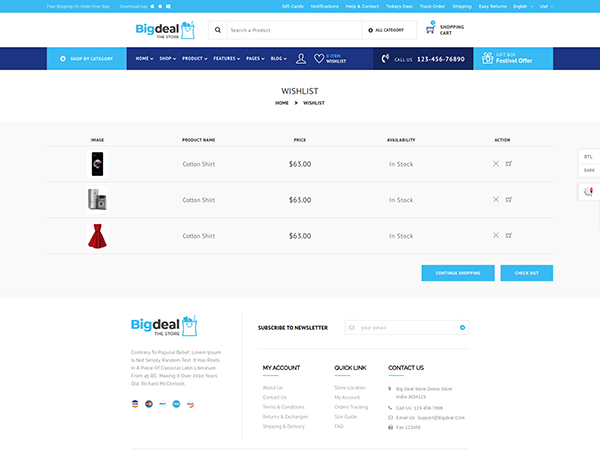 Free Shipping On Order Over $99
Download App
Gift Cards
Notifications
Help & Contact
Todays Deal
Track Order
Shipping
Easy Returns
English
Usd
Bigdeal
THE STORE
Search a Product
ALL CATEGORY
0
SHOPPING
CART
SHOP BY CATEGORY
HOME
SHOP
PRODUCT
FEATURES
PAGES
BLOG
0 ITEM
WISHLIST
CALL US 123-456-76890
GIFT BOX
Festivel Offer
WISHLIST
HOME > WISHLIST
RTL
DARK
IMAGE PRODUCT NAME PRICE AVAILABILITY ACTION
Cotton Shirt $63.00 In Stock
Cotton Shirt $63.00 In Stock
Cotton Shirt $63.00 In Stock
CONTINUE SHOPPING
CHECK OUT
Bigdeal
THE STORE
Contrary To Popular Belief, Lorem Ipsum
Is Not Simply Random Text. It Has Roots
In A Piece Of Classical Latin Literature
From 45 BC, Making It Over 2000 Years
Old. Richard McClintock,
SUBSCRIBE TO NEWSLETTER
your email
MY ACCOUNT
About Us
Contact Us
Terms & Conditions
Returns & Exchanges
Shipping & Delivery
QUICK LINK
Store Location
My Account
Orders Tracking
Size Guide
FAQ
CONTACT US
Big Deal Store Demo Store
India-3654123
Call Us: 123-456-7898
Email Us: Support@Bigdeal.Com
Fax 123456